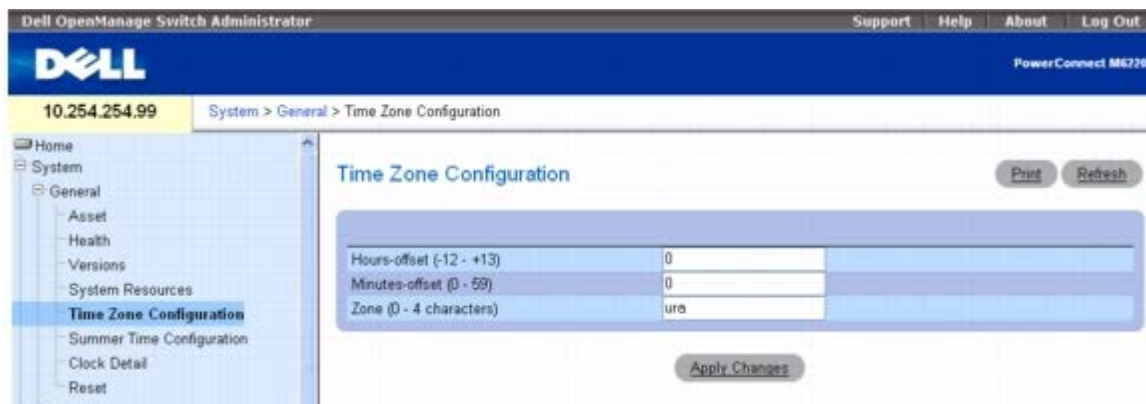 Dell OpenManage Switch Administrator
Support Help About Log Out
DELL
PowerConnect M6220
10.254.254.99
System > General > Time Zone Configuration
Home
System
General
Asset
Health
Versions
System Resources
Time Zone Configuration
Summer Time Configuration
Clock Detail
Reset
Time Zone Configuration
Print Refresh
Hours-offset (-12 - +13) 0
Minutes-offset (0 - 59) 0
Zone (0 - 4 characters) ura
Apply Changes